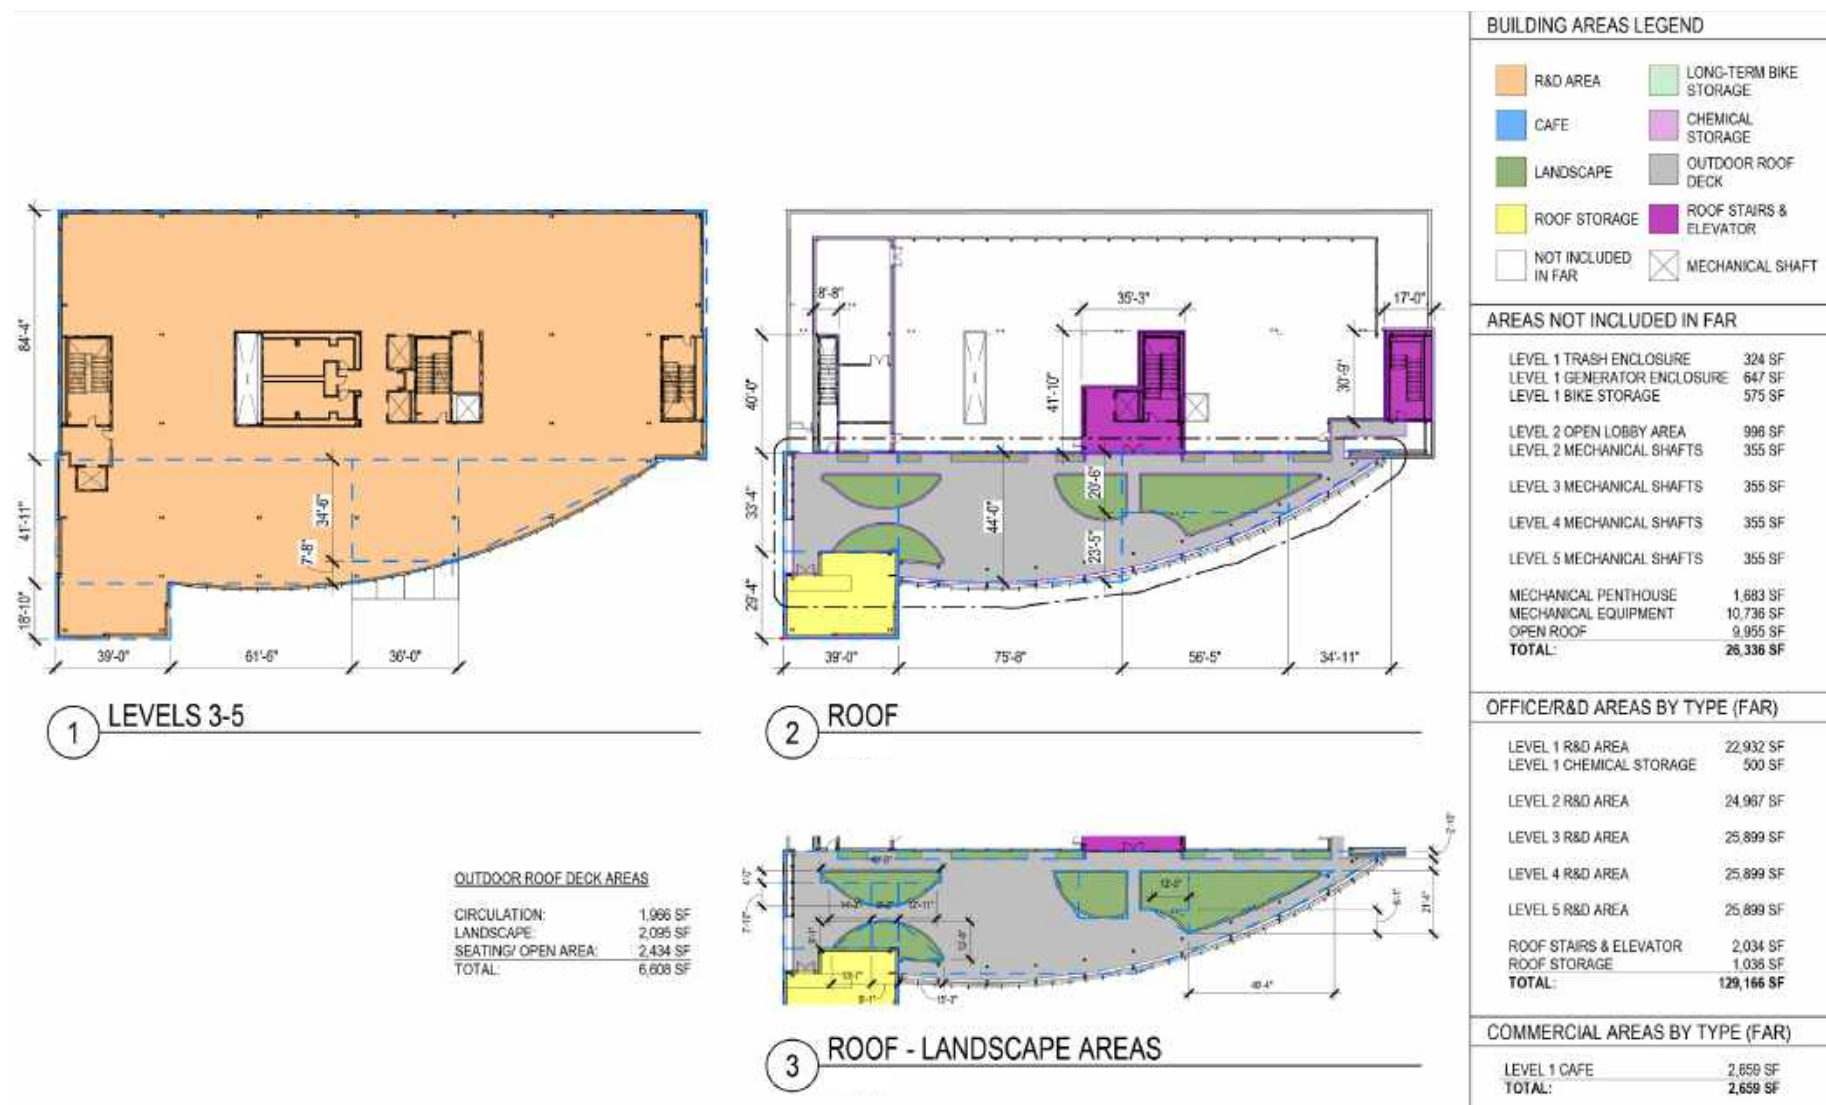 84'-4"
41'-11"
18'-10"
34'-6"
7'-8"
39'-0"
61'-6"
36'-0"
1
LEVELS 3-5
8'-8"
35'-3"
17'-0"
40'-0"
41'-10"
30'-9"
33'-4"
44'-0"
20'-6"
23'-5"
29'-4"
39'-0"
75'-8"
56'-5"
34'-11"
2
ROOF
OUTDOOR ROOF DECK AREAS
CIRCULATION: 1,966 SF
LANDSCAPE: 2,095 SF
SEATING/ OPEN AREA: 2,434 SF
TOTAL: 6,608 SF
12'-11"
21'-4"
3
ROOF - LANDSCAPE AREAS
BUILDING AREAS LEGEND
R&D AREA
LONG-TERM BIKE
STORAGE
CAFE
CHEMICAL
STORAGE
LANDSCAPE
OUTDOOR ROOF
DECK
ROOF STORAGE
ROOF STAIRS &
ELEVATOR
NOT INCLUDED
IN FAR
MECHANICAL SHAFT
AREAS NOT INCLUDED IN FAR
LEVEL 1 TRASH ENCLOSURE 324 SF
LEVEL 1 GENERATOR ENCLOSURE 647 SF
LEVEL 1 BIKE STORAGE 575 SF
LEVEL 2 OPEN LOBBY AREA 996 SF
LEVEL 2 MECHANICAL SHAFTS 355 SF
LEVEL 3 MECHANICAL SHAFTS 355 SF
LEVEL 4 MECHANICAL SHAFTS 355 SF
LEVEL 5 MECHANICAL SHAFTS 355 SF
MECHANICAL PENTHOUSE 1,683 SF
MECHANICAL EQUIPMENT 10,736 SF
OPEN ROOF 9,955 SF
TOTAL: 26,336 SF
OFFICE/R&D AREAS BY TYPE (FAR)
LEVEL 1 R&D AREA 22,932 SF
LEVEL 1 CHEMICAL STORAGE 500 SF
LEVEL 2 R&D AREA 24,967 SF
LEVEL 3 R&D AREA 25,899 SF
LEVEL 4 R&D AREA 25,899 SF
LEVEL 5 R&D AREA 25,899 SF
ROOF STAIRS & ELEVATOR 2,034 SF
ROOF STORAGE 1,036 SF
TOTAL: 129,166 SF
COMMERCIAL AREAS BY TYPE (FAR)
LEVEL 1 CAFE 2,659 SF
TOTAL: 2,659 SF